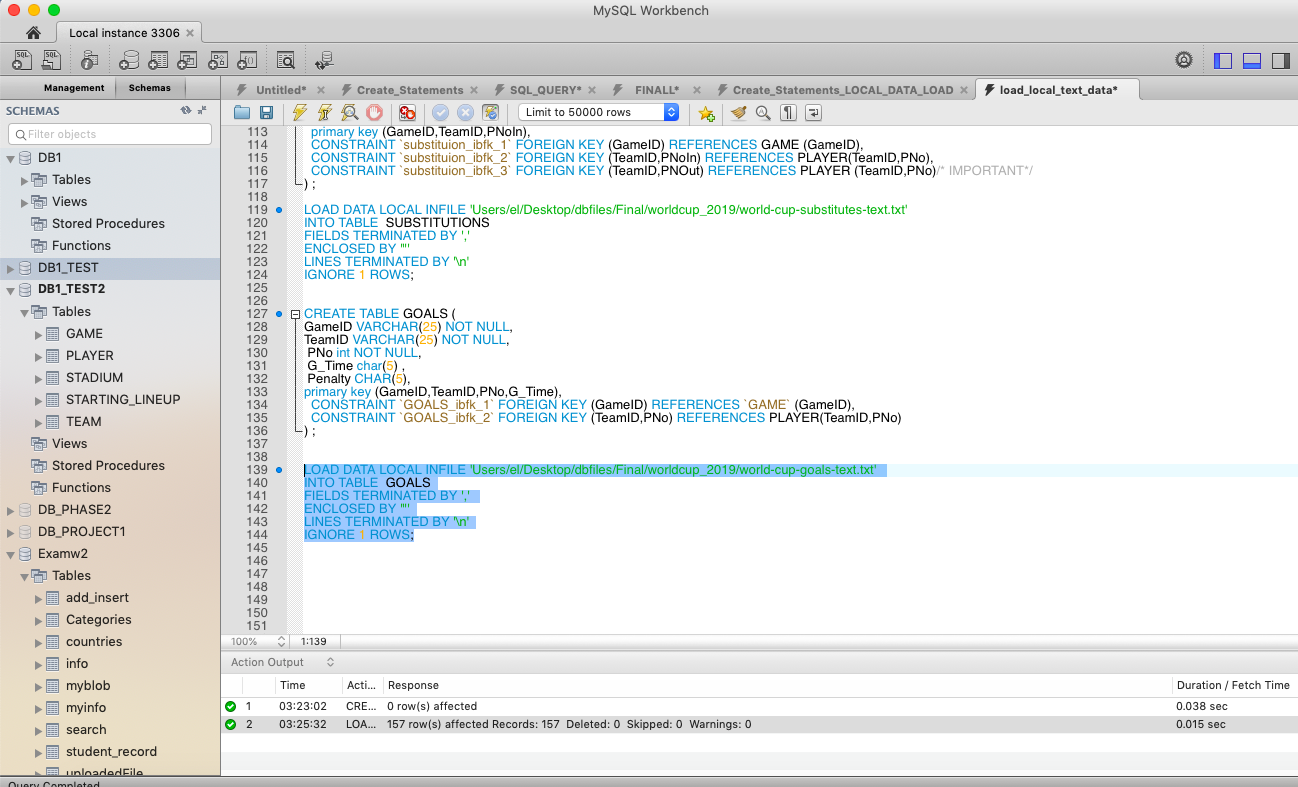 MySQL Workbench
Local instance 3306
Management Schemas
SCHEMAS
Filter objects
DB1
Tables
Views
Stored Procedures
Functions
DB1_TEST
DB1_TEST2
Tables
GAME
PLAYER
STADIUM
STARTING_LINEUP
TEAM
Views
Stored Procedures
Functions
DB_PHASE2
DB_PROJECT1
Examw2
Tables
add_insert
Categories
countries
info
myblob
myinfo
search
student_record
uploadedFile
Untitled* Create_Statements SQL_QUERY* FINALL* Create_Statements_LOCAL_DATA_LOAD load_local_text_data*
Limit to 50000 rows
113 primary key (GameID,TeamID,PNoIn),
114 CONSTRAINT `substituion_ibfk_1` FOREIGN KEY (GameID) REFERENCES GAME (GameID),
115 CONSTRAINT `substituion_ibfk_2` FOREIGN KEY (TeamID,PNoIn) REFERENCES PLAYER(TeamID,PNo),
116 CONSTRAINT `substituion_ibfk_3` FOREIGN KEY (TeamID,PNOut) REFERENCES PLAYER (TeamID,PNo)/* IMPORTANT*/
117 ) ;
118
119 LOAD DATA LOCAL INFILE 'Users/el/Desktop/dbfiles/Final/worldcup_2019/world-cup-substitutes-text.txt'
120 INTO TABLE SUBSTITUTIONS
121 FIELDS TERMINATED BY ','
122 ENCLOSED BY '"'
123 LINES TERMINATED BY '\n'
124 IGNORE 1 ROWS;
125
126
127 CREATE TABLE GOALS (
128 GameID VARCHAR(25) NOT NULL,
129 TeamID VARCHAR(25) NOT NULL,
130 PNo int NOT NULL,
131 G_Time char(5) ,
132 Penalty CHAR(5),
133 primary key (GameID,TeamID,PNo,G_Time),
134 CONSTRAINT `GOALS_ibfk_1` FOREIGN KEY (GameID) REFERENCES `GAME` (GameID),
135 CONSTRAINT `GOALS_ibfk_2` FOREIGN KEY (TeamID,PNo) REFERENCES PLAYER(TeamID,PNo)
136 ) ;
137
138
139 LOAD DATA LOCAL INFILE 'Users/el/Desktop/dbfiles/Final/worldcup_2019/world-cup-goals-text.txt'
140 INTO TABLE GOALS
141 FIELDS TERMINATED BY ','
142 ENCLOSED BY '"'
143 LINES TERMINATED BY '\n'
144 IGNORE 1 ROWS;
145
146
147
148
149
150
151
100% 1:139
Action Output
Time Acti... Response Duration / Fetch Time
1 03:23:02 CRE... 0 row(s) affected 0.038 sec
2 03:25:32 LOA... 157 row(s) affected Records: 157 Deleted: 0 Skipped: 0 Warnings: 0 0.015 sec
Query Completed